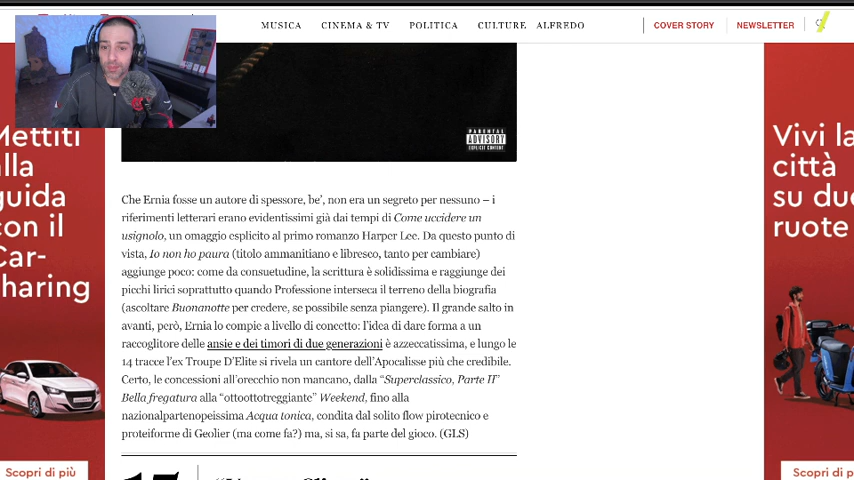 MUSICA CINEMA & TV POLITICA CULTURE ALFREDO COVER STORY NEWSLETTER
PARENTAL
ADVISORY
EXPLICIT CONTENT
Mettiti
alla
guida
con il
Car-
haring
Scopri di più
Che Ernia fosse un autore di spessore, be', non era un segreto per nessuno – i
riferimenti letterari erano evidentissimi già dai tempi di Come uccidere un
usignolo, un omaggio esplicito al primo romanzo Harper Lee. Da questo punto di
vista, Io non ho paura (titolo ammanitiano e libresco, tanto per cambiare)
aggiunge poco: come da consuetudine, la scrittura è solidissima e raggiunge dei
picchi lirici soprattutto quando Professione interseca il terreno della biografia
(ascoltare Buonanotte per credere, se possibile senza piangere). Il grande salto in
avanti, però, Ernia lo compie a livello di concetto: l'idea di dare forma a un
raccoglitore delle ansie e dei timori di due generazioni è azzeccatissima, e lungo le
14 tracce l'ex Troupe D'Elite si rivela un cantore dell'Apocalisse più che credibile.
Certo, le concessioni all'orecchio non mancano, dalla “Superclassico, Parte II”
Bella fregatura alla “ottoottotreggiante” Weekend, fino alla
nazionalpartenopeissima Acqua tonica, condita dal solito flow pirotecnico e
proteiforme di Geolier (ma come fa?) ma, si sa, fa parte del gioco. (GLS)
Vivi la
città
su due
ruote
Scopri di p